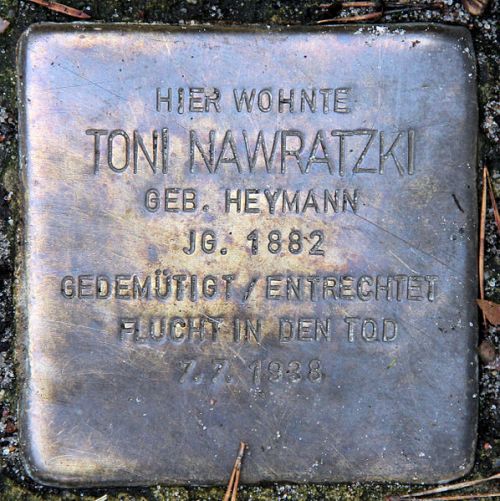 HIER WOHNTE
TONI NAWRATZKI
GEB. HEYMANN
JG. 1882
GEDEMÜTIGT / ENTRECHTET
FLUCHT IN DEN TOD
7.7. 1938